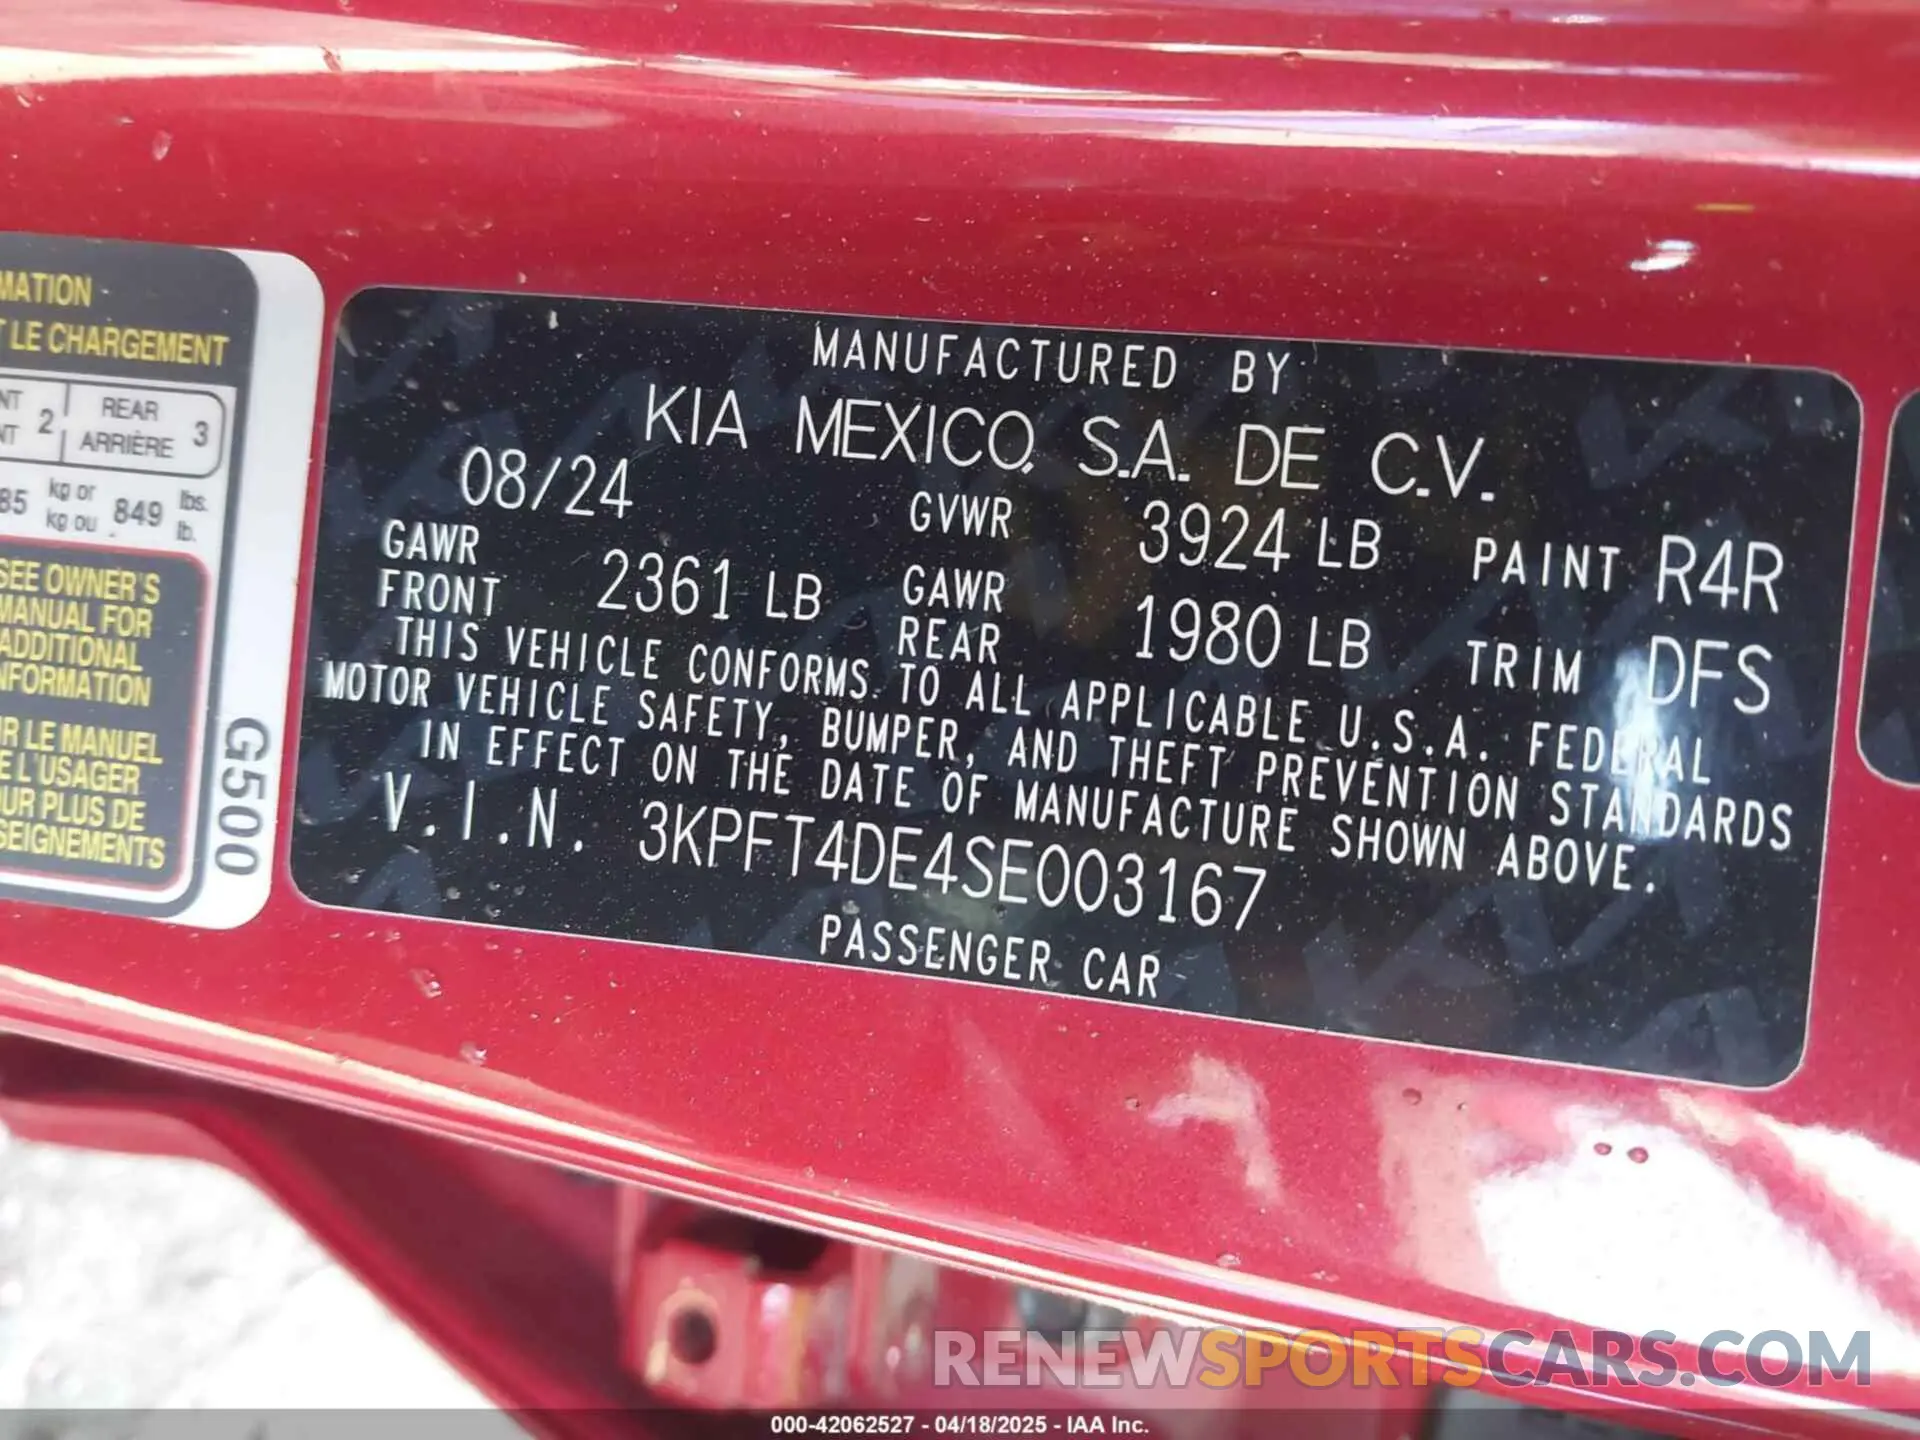 MATION
T LE CHARGEMENT
NT 2 REAR 3
NT ARRIÈRE
85 kg or 849 lbs.
kg ou lb.
SEE OWNER'S
MANUAL FOR
ADDITIONAL
NFORMATION
R LE MANUEL
E L'USAGER
UR PLUS DE
SEIGNEMENTS
G500
MANUFACTURED BY
KIA MEXICO, S.A. DE C.V.
08/24 GVWR 3924 LB PAINT R4R
GAWR FRONT 2361 LB GAWR REAR 1980 LB TRIM DFS
THIS VEHICLE CONFORMS TO ALL APPLICABLE U.S.A. FEDERAL
MOTOR VEHICLE SAFETY, BUMPER, AND THEFT PREVENTION STANDARDS
IN EFFECT ON THE DATE OF MANUFACTURE SHOWN ABOVE.
V.I.N. 3KPFT4DE4SE003167
PASSENGER CAR
RENEWSPORTSCARS.COM
000-42062527 - 04/18/2025 - IAA Inc.